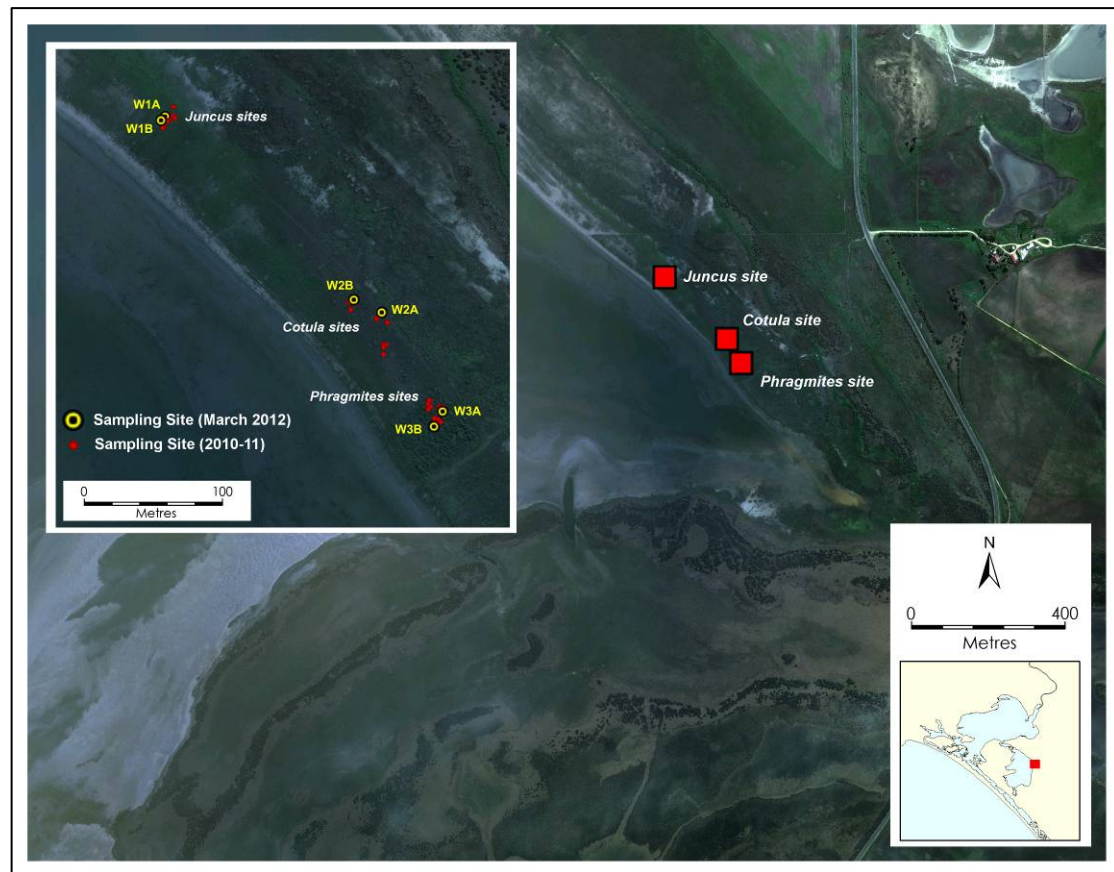 W1A
W1B
Juncus sites
W2B
W2A
Cotula sites
Phragmites sites
W3A
W3B
Sampling Site (March 2012)
Sampling Site (2010-11)
0 100
Metres
Juncus site
Cotula site
Phragmites site
N
0 400
Metres